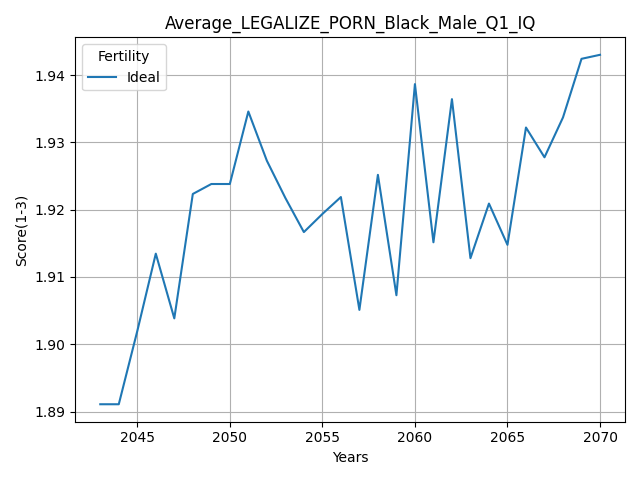 Average_LEGALIZE_PORN_Black_Male_Q1_IQ
Fertility
Ideal
1.94
1.93
1.92
1.91
1.90
1.89
Score(1-3)
2045 2050 2055 2060 2065 2070
Years